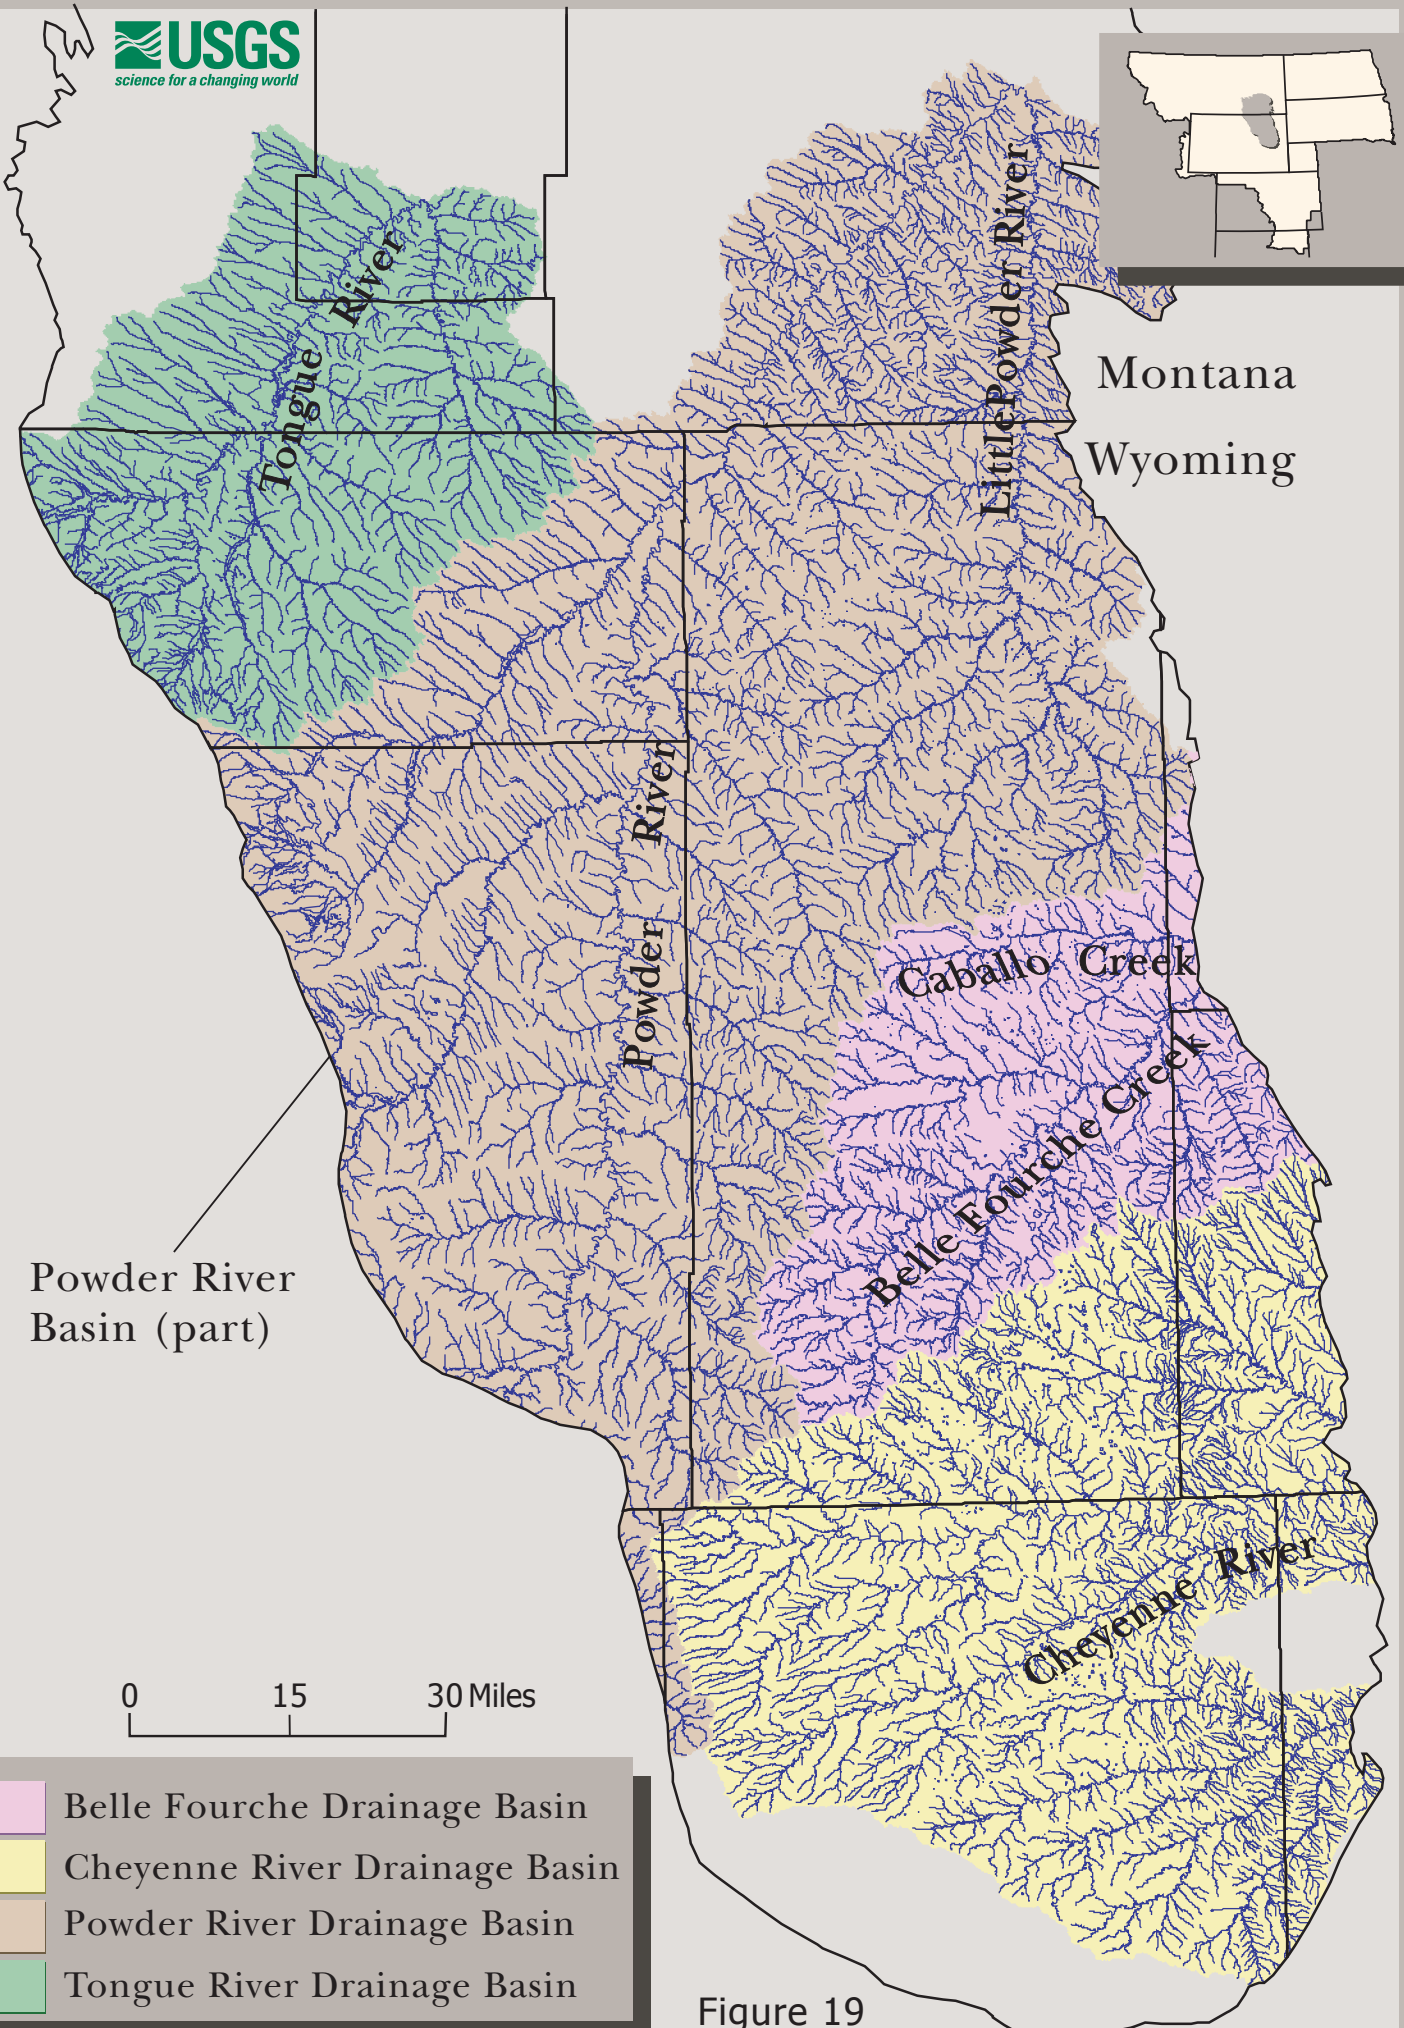 USGS
science for a changing world
Tongue River
Little Powder River
Montana
Wyoming
Powder River
Caballo Creek
Belle Fourche Creek
Powder River
Basin (part)
Cheyenne River
0 15 30 Miles
Belle Fourche Drainage Basin
Cheyenne River Drainage Basin
Powder River Drainage Basin
Tongue River Drainage Basin
Figure 19